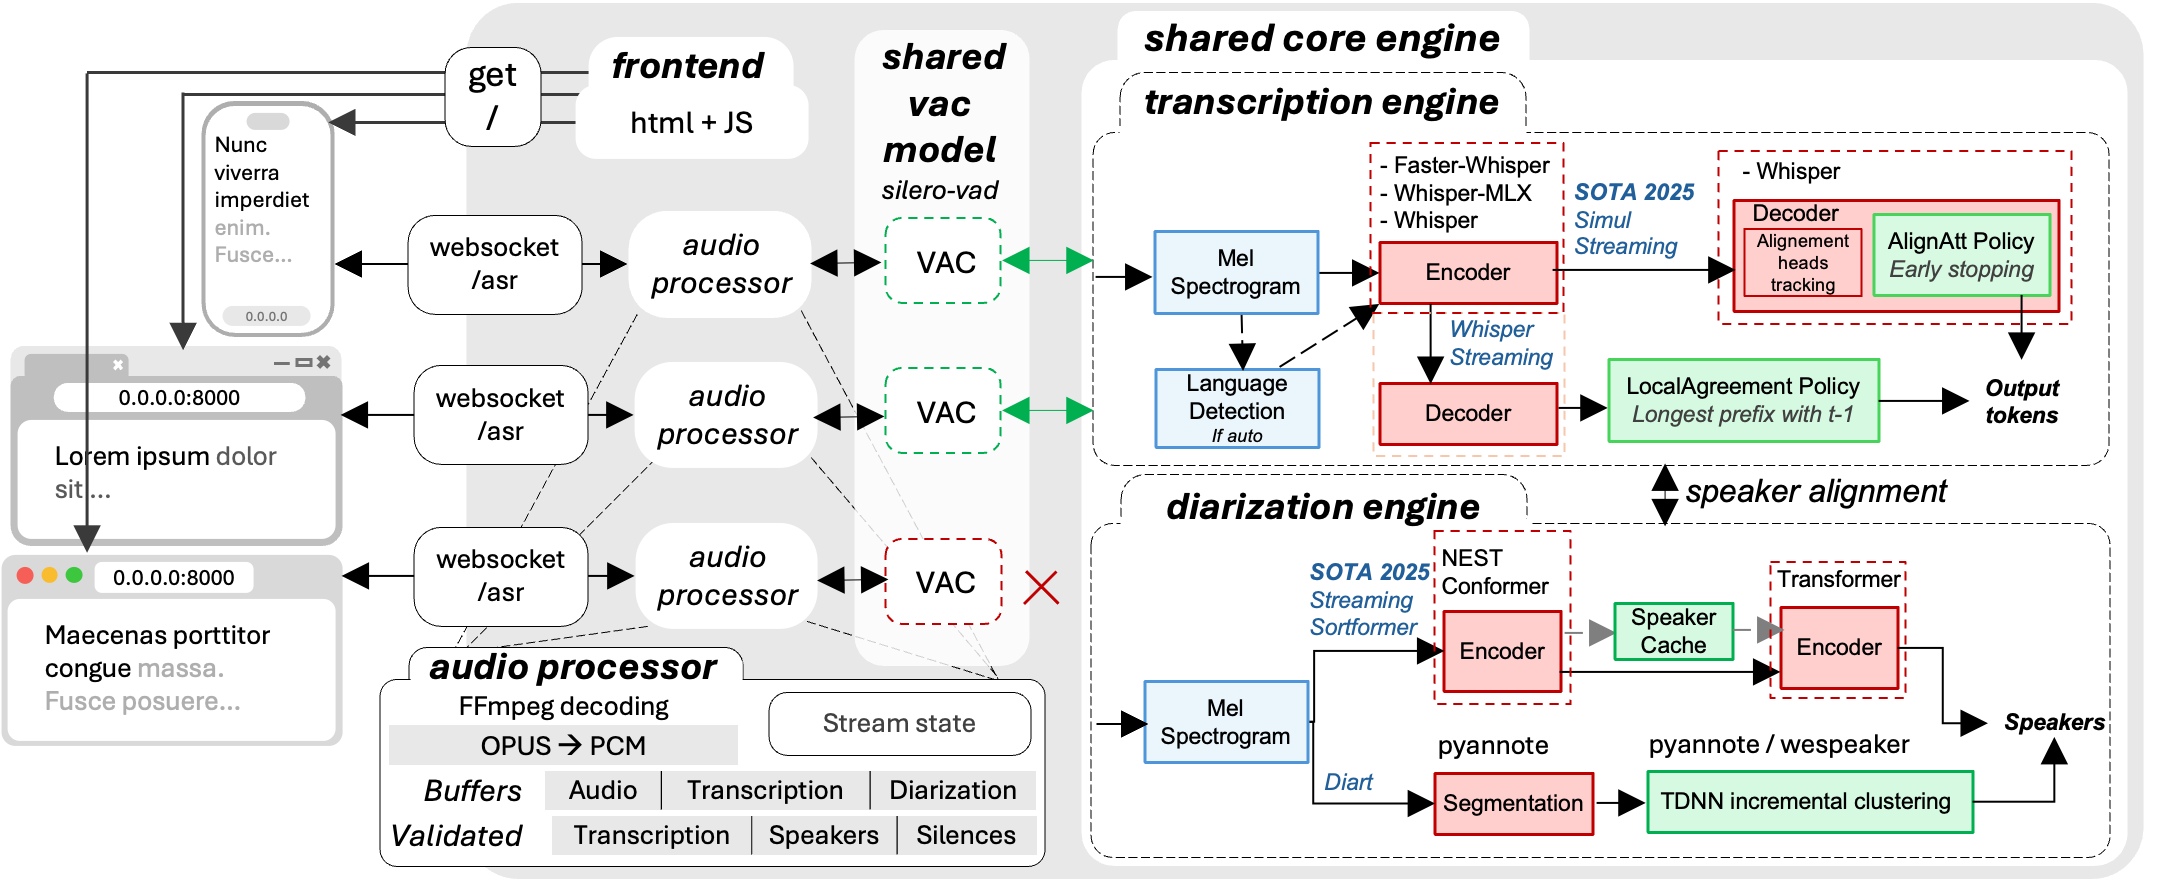 get
/
frontend
html + JS
shared
vac
model
silero-vad
shared core engine
transcription engine
Nunc
viverra
imperdiet
enim.
Fusce...
0.0.0.0
websocket
/asr
audio
processor
VAC
Mel
Spectrogram
- Faster-Whisper
- Whisper-MLX
- Whisper
Encoder
SOTA 2025
Simul
Streaming
- Whisper
Decoder
Alignement
heads
tracking
AlignAtt Policy
Early stopping
Whisper
Streaming
Language
Detection
If auto
Decoder
LocalAgreement Policy
Longest prefix with t-1
Output
tokens
0.0.0.0:8000
Lorem ipsum dolor
sit ...
websocket
/asr
audio
processor
VAC
speaker alignment
diarization engine
0.0.0.0:8000
Maecenas porttitor
congue massa.
Fusce posuere...
websocket
/asr
audio
processor
VAC
SOTA 2025
Streaming
Sortformer
NEST
Conformer
Encoder
Speaker
Cache
Transformer
Encoder
Mel
Spectrogram
Speakers
Diart
pyannote
Segmentation
pyannote / wespeaker
TDNN incremental clustering
audio processor
FFmpeg decoding
OPUS → PCM
Stream state
Buffers Audio Transcription Diarization
Validated Transcription Speakers Silences